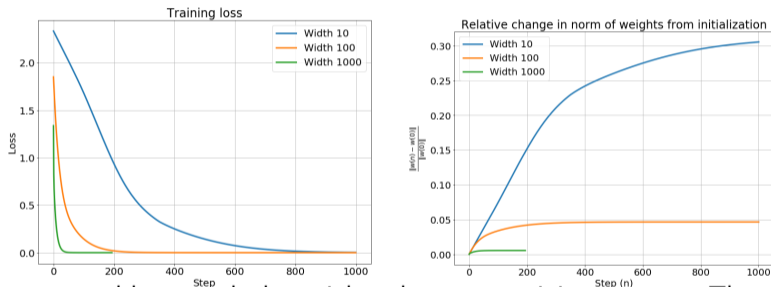 Training loss
Width 10
Width 100
Width 1000
Loss
2.0
1.5
1.0
0.5
0.0
0
200
400
600
800
1000
Step
Relative change in norm of weights from initialization
Width 10
Width 100
Width 1000
‖w(n) − w(0)‖
‖w(0)‖
0.30
0.25
0.20
0.15
0.10
0.05
0.00
0
200
400
600
800
1000
Step (n)